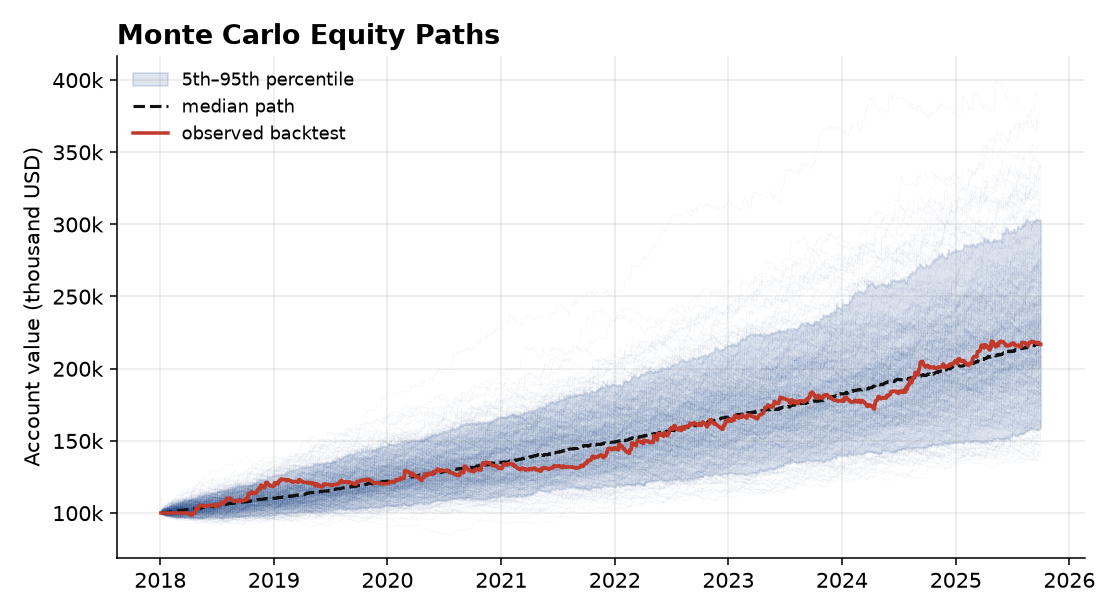 Monte Carlo Equity Paths
5th–95th percentile
median path
observed backtest
Account value (thousand USD)
400k
350k
300k
250k
200k
150k
100k
2018 2019 2020 2021 2022 2023 2024 2025 2026